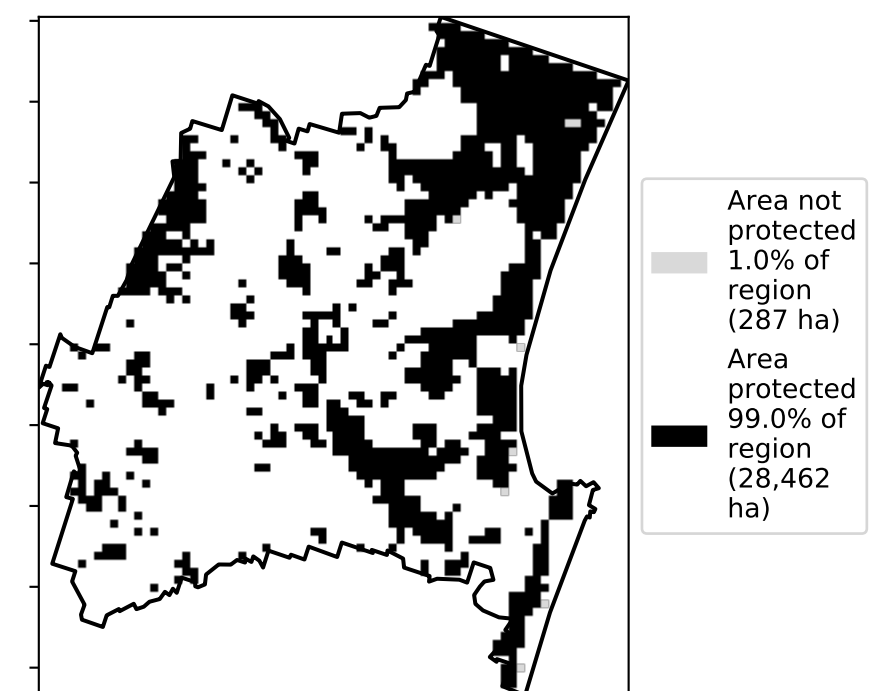 Area not
protected
1.0% of
region
(287 ha)
Area
protected
99.0% of
region
(28,462
ha)